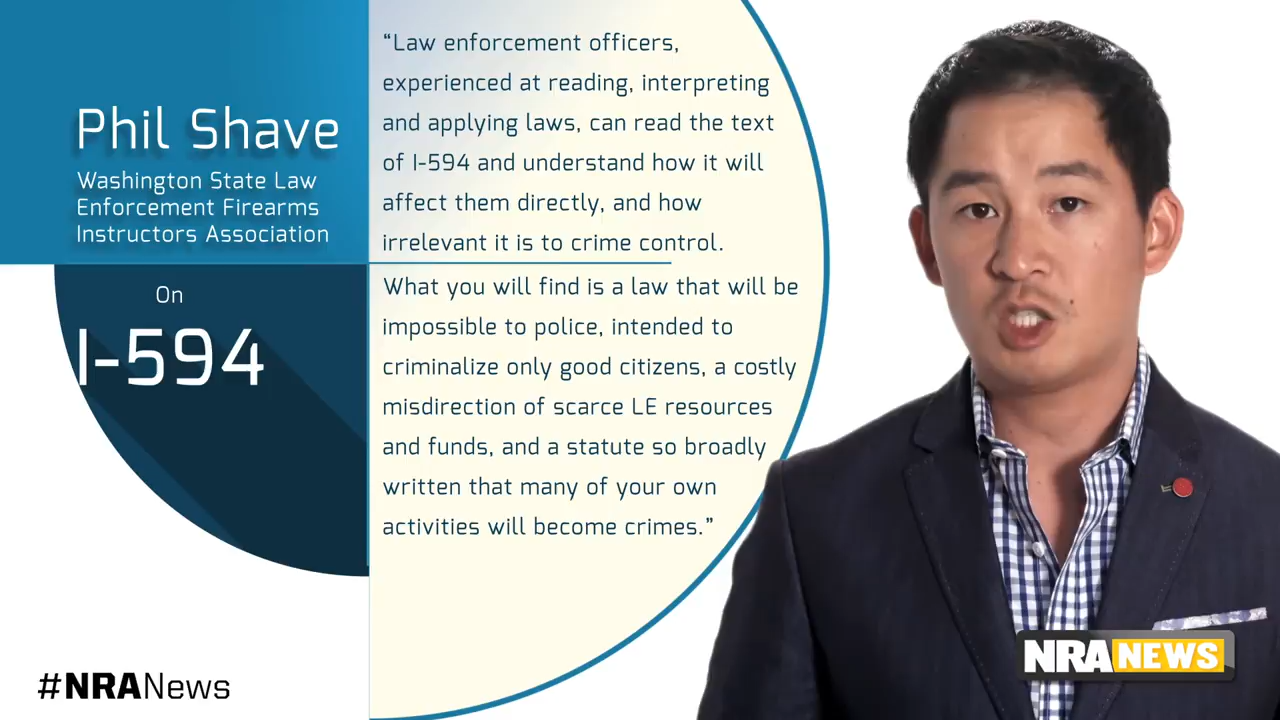 Phil Shave
Washington State Law
Enforcement Firearms
Instructors Association
On
I-594
“Law enforcement officers,
experienced at reading, interpreting
and applying laws, can read the text
of I-594 and understand how it will
affect them directly, and how
irrelevant it is to crime control.
What you will find is a law that will be
impossible to police, intended to
criminalize only good citizens, a costly
misdirection of scarce LE resources
and funds, and a statute so broadly
written that many of your own
activities will become crimes.”
#NRANews
NRANEWS